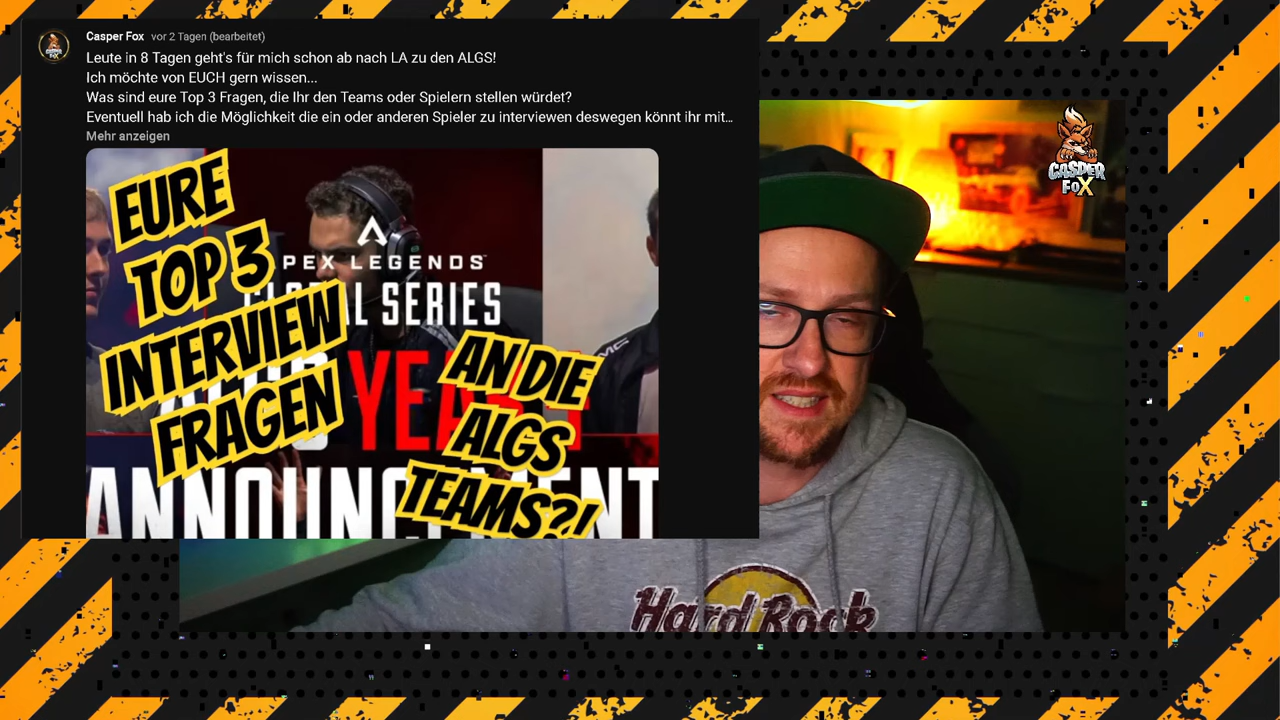 Casper Fox vor 2 Tagen (bearbeitet)
Leute in 8 Tagen geht's für mich schon ab nach LA zu den ALGS!
Ich möchte von EUCH gern wissen...
Was sind eure Top 3 Fragen, die Ihr den Teams oder Spielern stellen würdet?
Eventuell hab ich die Möglichkeit die ein oder anderen Spieler zu interviewen deswegen könnt ihr mit...
Mehr anzeigen
EURE
TOP 3
INTERVIEW
FRAGEN
PEX LEGENDS
L SERIES
YEA
AN DIE
ALGS
TEAMS?!
CASPER
FOX
Hard Rock